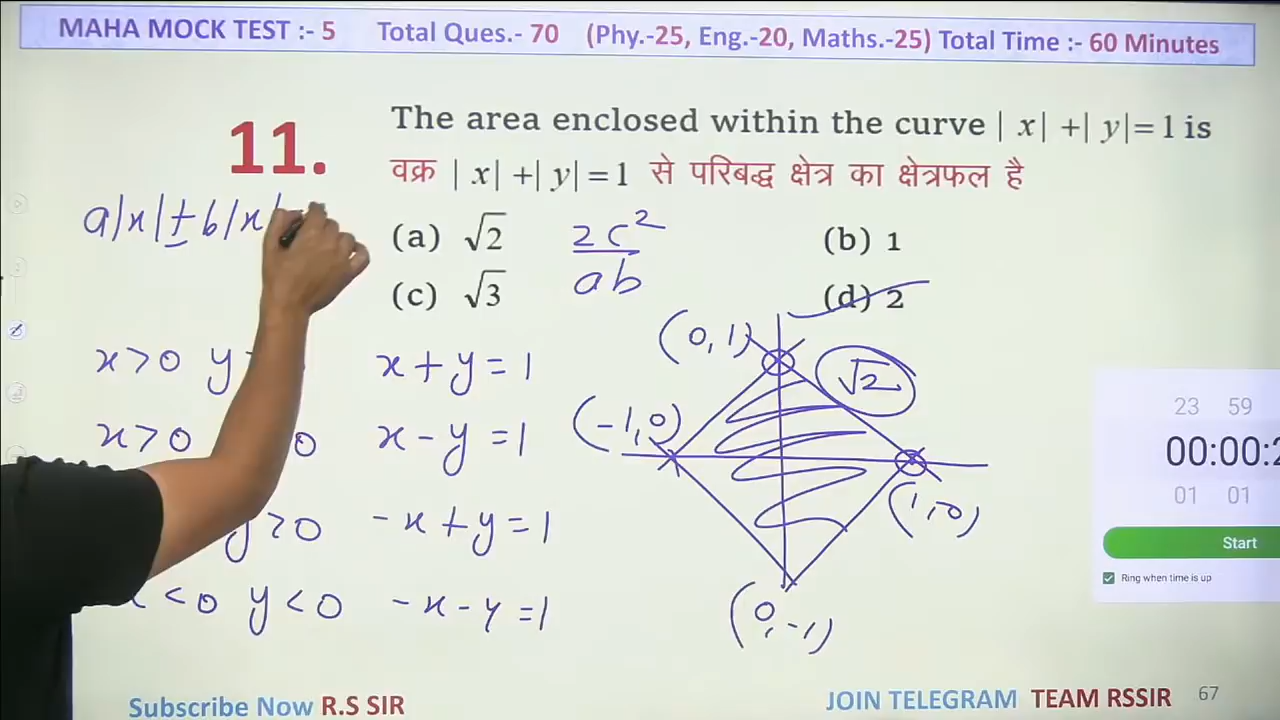 MAHA MOCK TEST :- 5 Total Ques.- 70 (Phy.-25, Eng.-20, Maths.-25) Total Time :- 60 Minutes
11. The area enclosed within the curve | x| +| y|= 1 is
वक्र | x| +| y| = 1 से परिबद्ध क्षेत्र का क्षेत्रफल है
a|x| ± b|x|
(a) √2 (b) 1
2c²
ab
(c) √3 (d) 2
(0, 1)
√2
x>0 y x+y=1
(-1,0)
x>0 0 x-y=1
(1,0)
y>0 -x+y=1
<0 y<0 -x-y=1
(0,-1)
23 59
00:00:2
01 01
Start
Ring when time is up
Subscribe Now R.S SIR
JOIN TELEGRAM TEAM RSSIR 67